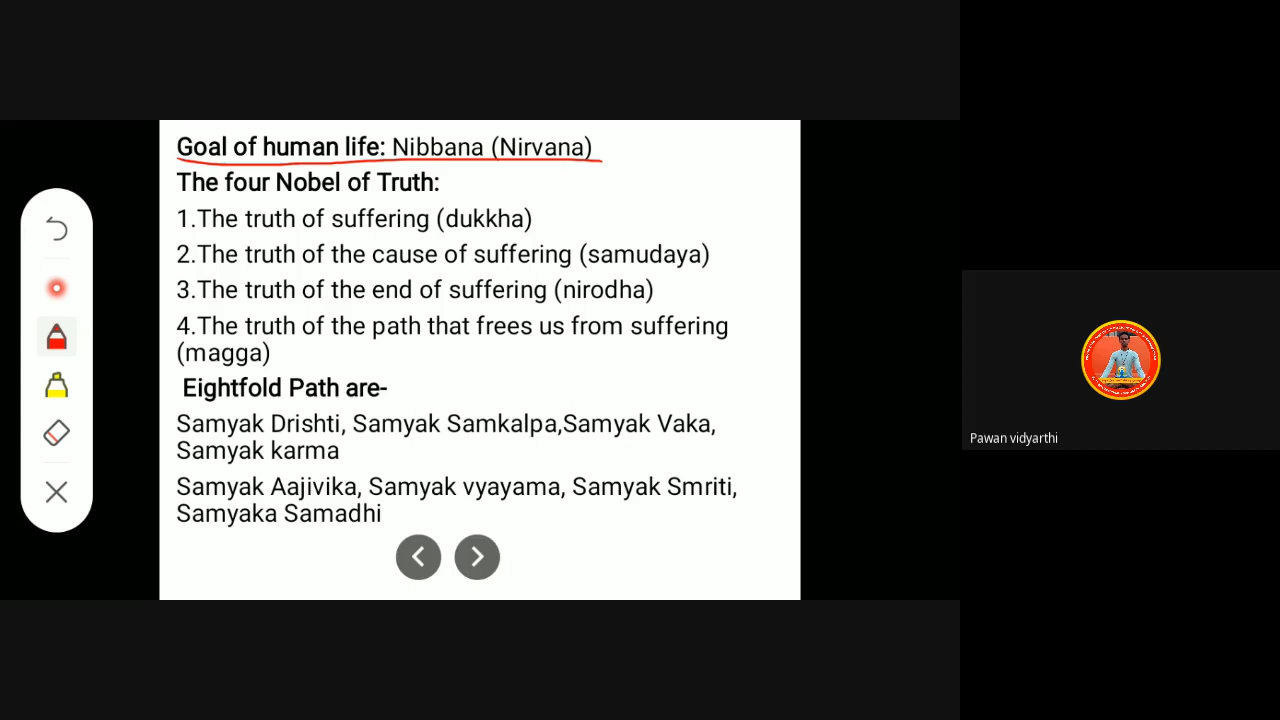 Goal of human life: Nibbana (Nirvana)
The four Nobel of Truth:
1.The truth of suffering (dukkha)
2.The truth of the cause of suffering (samudaya)
3.The truth of the end of suffering (nirodha)
4.The truth of the path that frees us from suffering
(magga)
Eightfold Path are-
Samyak Drishti, Samyak Samkalpa,Samyak Vaka,
Samyak karma
Samyak Aajivika, Samyak vyayama, Samyak Smriti,
Samyaka Samadhi
Pawan vidyarthi